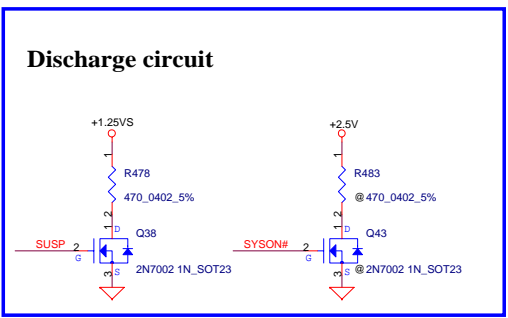 Discharge circuit
+1.25VS
+2.5V
1
1
R478
R483
470_0402_5%
@ 470_0402_5%
2
2
1
D
1
D
Q38
Q43
SUSP
2
G
SYSON#
2
G
S
3
2N7002 1N_SOT23
S
3
@ 2N7002 1N_SOT23